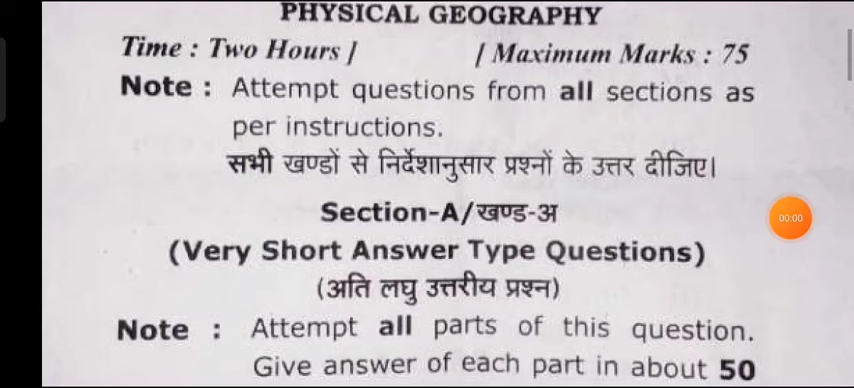 PHYSICAL GEOGRAPHY
Time : Two Hours ] [ Maximum Marks : 75
Note : Attempt questions from all sections as
per instructions.
सभी खण्डों से निर्देशानुसार प्रश्नों के उत्तर दीजिए।
Section-A/खण्ड-अ
00:00
(Very Short Answer Type Questions)
(अति लघु उत्तरीय प्रश्न)
Note : Attempt all parts of this question.
Give answer of each part in about 50